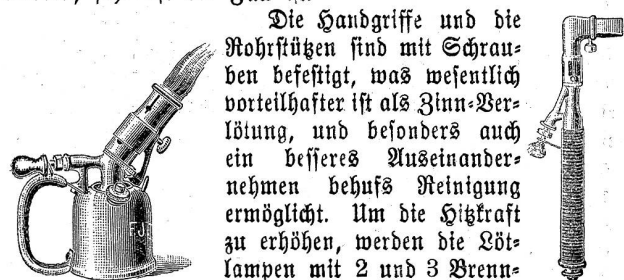 Die Handgriffe und die
Rohrstützen sind mit Schrau-
ben befestigt, was wesentlich
vorteilhafter ist als Zinn-Ver-
lötung, und besonders auch
ein besseres Auseinander-
nehmen behufs Reinigung
ermöglicht. Um die Hitzkraft
zu erhöhen, werden die Löt-
lampen mit 2 und 3 Brenn-
F.J.